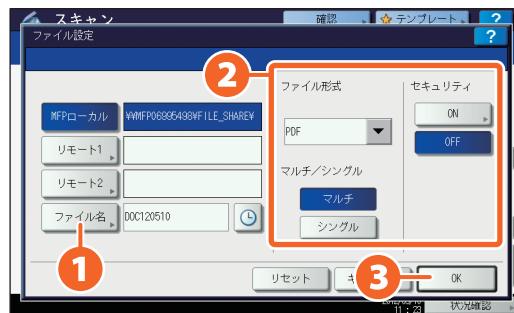 スキャン
確認
テンプレート
?
ファイル設定
?
2
ファイル形式
セキュリティ
MFPローカル
¥¥MFP06995498¥FILE_SHARE¥
PDF
ON
OFF
リモート1
リモート2
マルチ/シングル
マルチ
シングル
ファイル名
DOC120510
1
リセット
3
OK
11:23
状況確認